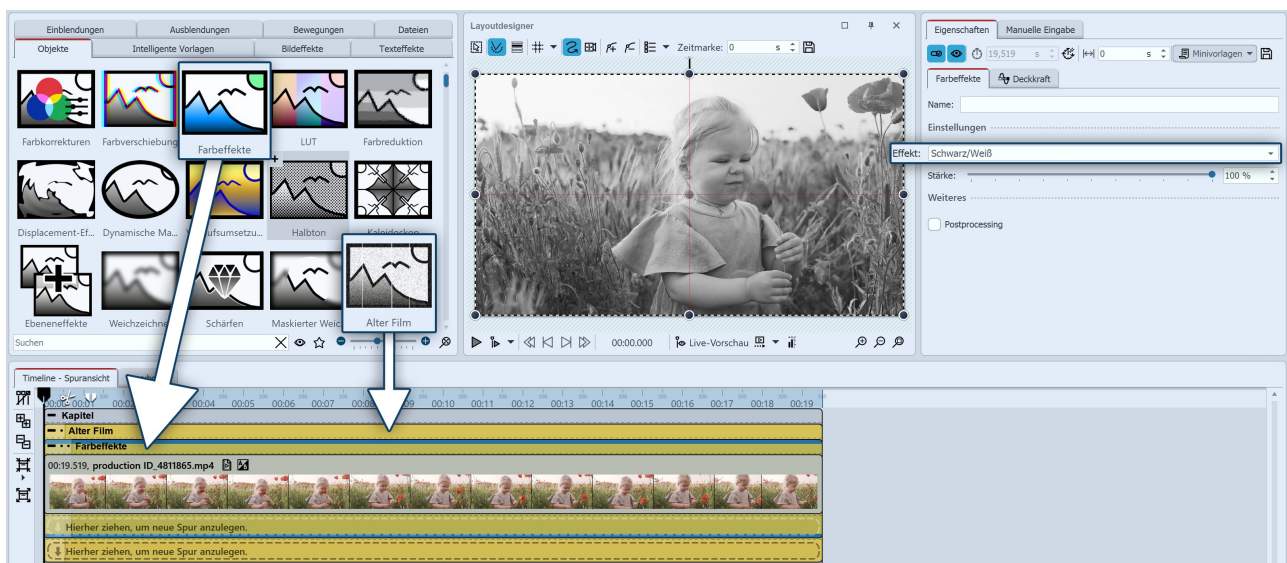 Einblendungen Ausblendungen Bewegungen Dateien
Objekte Intelligente Vorlagen Bildeffekte Texteffekte
Farbkorrekturen Farbverschiebung Farbeffekte LUT Farbreduktion
Displacement-Ef... Dynamische Ma... Halbton Kaleidoskop
Ebeneneffekte Weichzeichne Schärfen Maskierter Weic Alter Film
Suchen
Layoutdesigner
Zeitmarke: 0 s
00:00.000 Live-Vorschau
Eigenschaften Manuelle Eingabe
19,519 s 0 s Minivorlagen
Farbeffekte Deckkraft
Name:
Einstellungen
Effekt: Schwarz/Weiß
Stärke: 100 %
Weiteres
Postprocessing
Timeline - Spuransicht
00:04 00:05 00:06 00:07 00:10 00:11 00:12 00:13 00:14 00:15 00:16 00:17 00:18 00:19
Kapitel
Alter Film
Farbeffekte
00:19.519, production ID_4811865.mp4
Hierher ziehen, um neue Spur anzulegen.
Hierher ziehen, um neue Spur anzulegen.